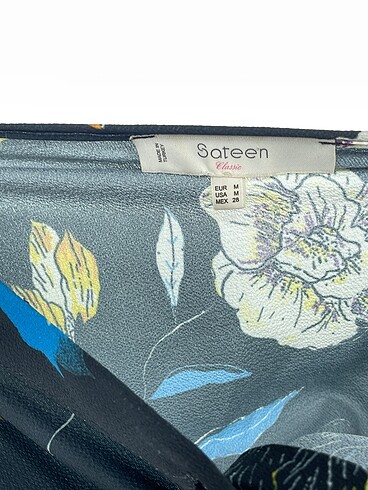 MADE IN
TURKEY
Sateen
Classic
EUR M
USA M
MEX 28